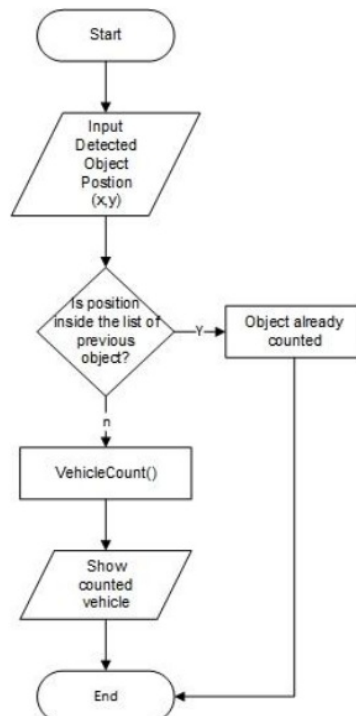 Start
Input
Detected
Object
Postion
(x,y)
Is position
inside the list of
previous
object?
Y
Object already
counted
n
VehicleCount()
Show
counted
vehicle
End